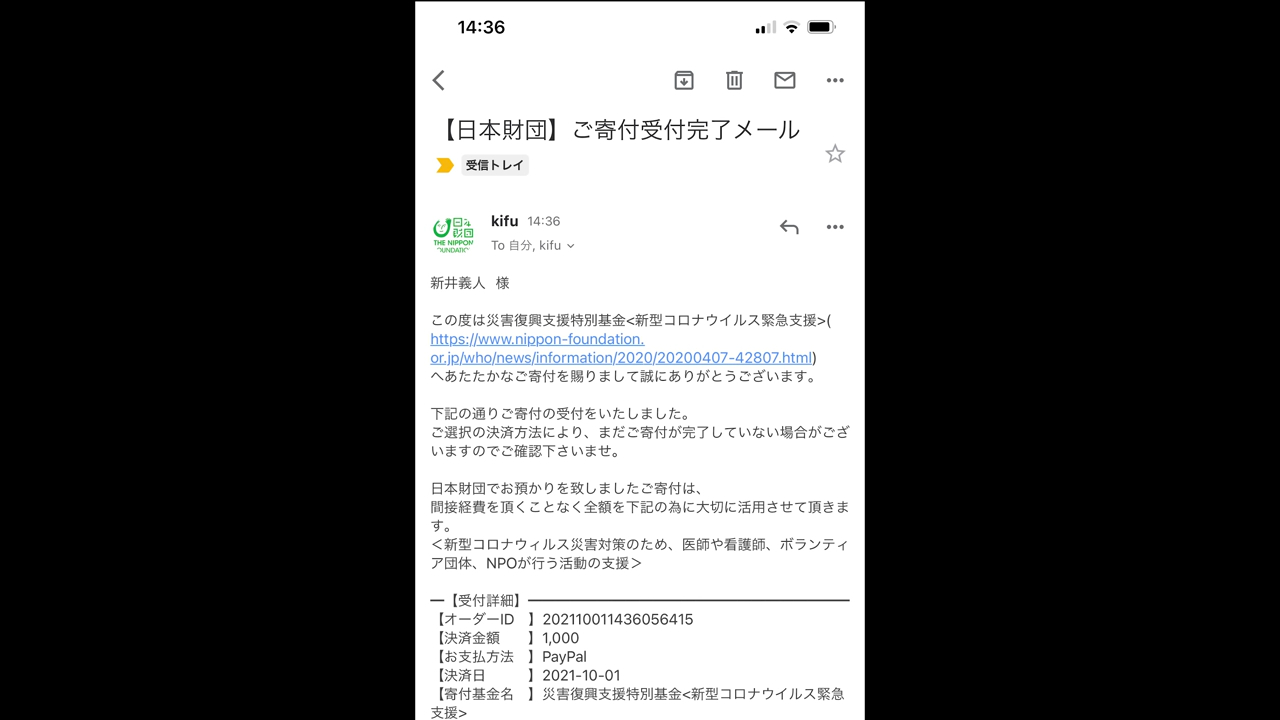 14:36
【日本財団】ご寄付受付完了メール
受信トレイ
日本財団
THE NIPPON
FOUNDATION
kifu 14:36
To 自分, kifu
新井義人 様
この度は災害復興支援特別基金<新型コロナウイルス緊急支援>(
https://www.nippon-foundation.
or.jp/who/news/information/2020/20200407-42807.html)
へあたたかなご寄付を賜りまして誠にありがとうございます。
下記の通りご寄付の受付をいたしました。
ご選択の決済方法により、まだご寄付が完了していない場合がござ
いますのでご確認下さいませ。
日本財団でお預かりを致しましたご寄付は、
間接経費を頂くことなく全額を下記の為に大切に活用させて頂きま
す。
＜新型コロナウィルス災害対策のため、医師や看護師、ボランティ
ア団体、NPOが行う活動の支援＞
━【受付詳細】━━━━━━━━━━━━━━━━━━━━━━━
【オーダーID 】202110011436056415
【決済金額 】1,000
【お支払方法 】PayPal
【決済日 】2021-10-01
【寄付基金名 】災害復興支援特別基金<新型コロナウイルス緊急
支援>